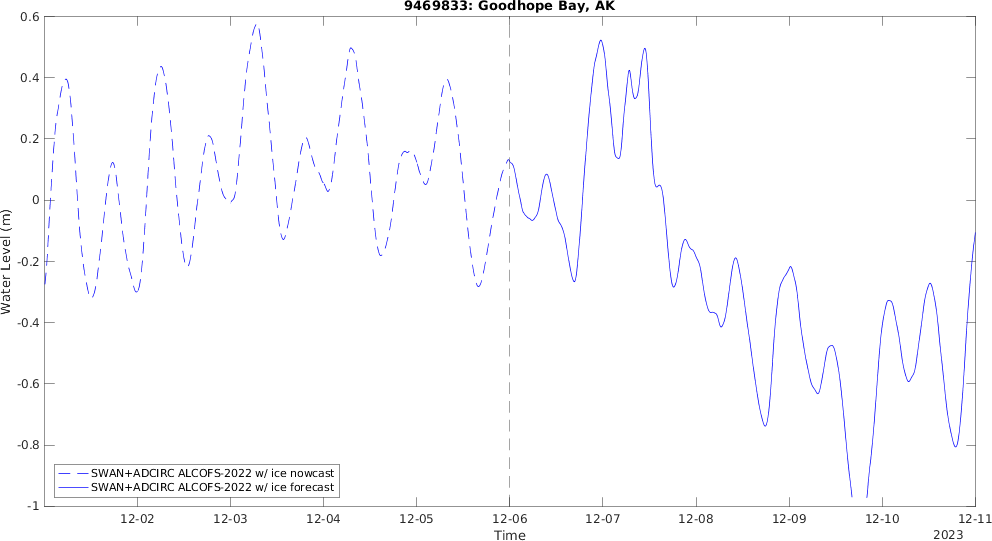 9469833: Goodhope Bay, AK
0.6
0.4
0.2
0
-0.2
-0.4
-0.6
-0.8
-1
Water Level (m)
SWAN+ADCIRC ALCOFS-2022 w/ ice nowcast
SWAN+ADCIRC ALCOFS-2022 w/ ice forecast
12-02 12-03 12-04 12-05 12-06 12-07 12-08 12-09 12-10 12-11
Time
2023